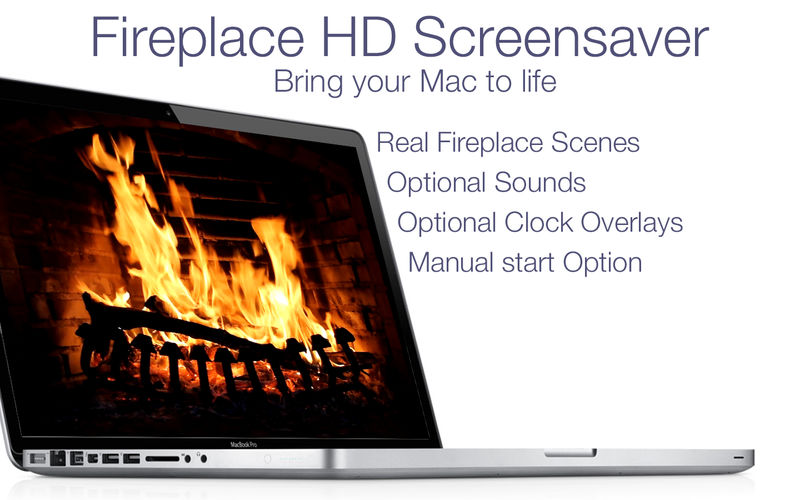 Fireplace HD Screensaver
Bring your Mac to life
Real Fireplace Scenes
Optional Sounds
Optional Clock Overlays
Manual start Option
MacBook Pro